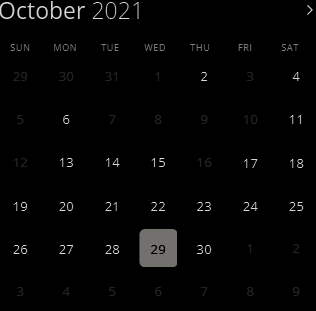 October 2021
SUN MON TUE WED THU FRI SAT
29 30 31 1 2 3 4
5 6 7 8 9 10 11
12 13 14 15 16 17 18
19 20 21 22 23 24 25
26 27 28 29 30 1 2
3 4 5 6 7 8 9